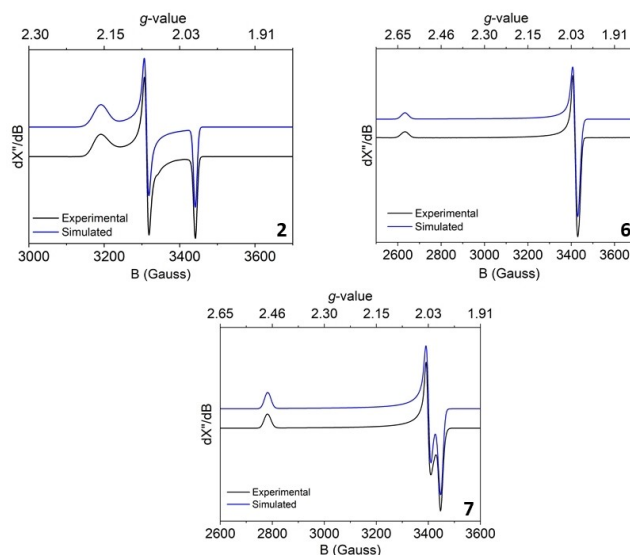 g-value
2.30 2.15 2.03 1.91
dX"/dB
Experimental
Simulated
2
3000 3200 3400 3600
B (Gauss)
g-value
2.65 2.46 2.30 2.15 2.03 1.91
dX"/dB
Experimental
Simulated
6
2600 2800 3000 3200 3400 3600
B (Gauss)
g-value
2.65 2.46 2.30 2.15 2.03 1.91
dX"/dB
Experimental
Simulated
7
2600 2800 3000 3200 3400 3600
B (Gauss)